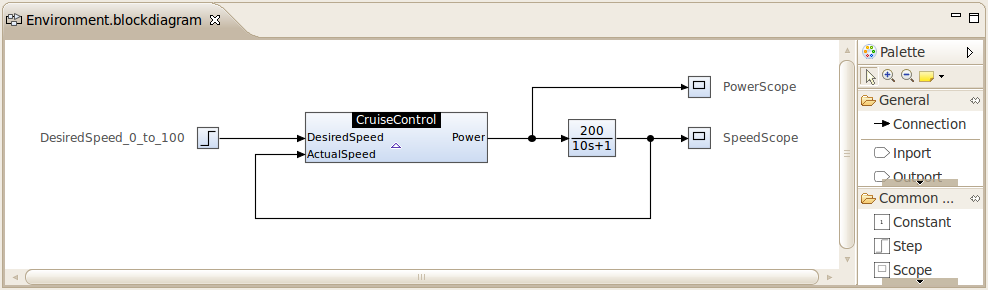 Environment.blockdiagram
Palette
General
Connection
Inport
Outport
Common ...
Constant
Step
Scope
DesiredSpeed_0_to_100
CruiseControl
DesiredSpeed
Power
ActualSpeed
200
10s+1
PowerScope
SpeedScope
1